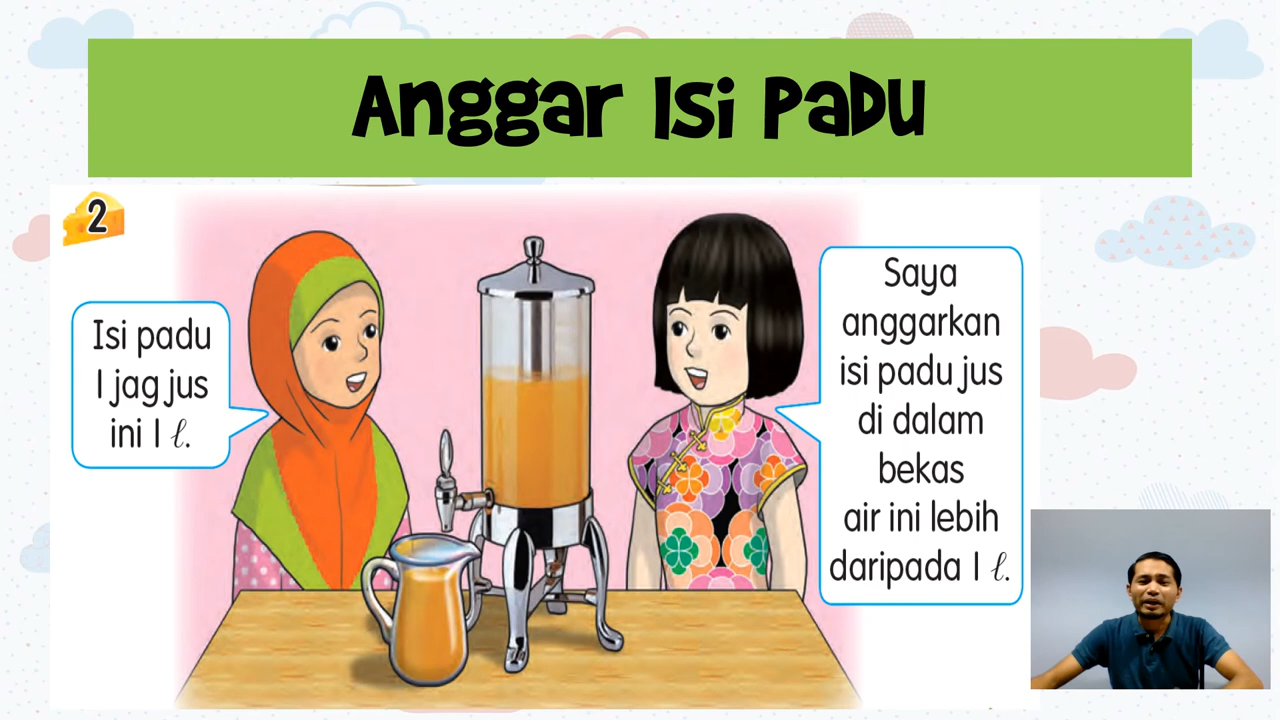 Anggar Isi Padu
2
Isi padu
1 jag jus
ini 1 ℓ.
Saya
anggarkan
isi padu jus
di dalam
bekas
air ini lebih
daripada 1 ℓ.